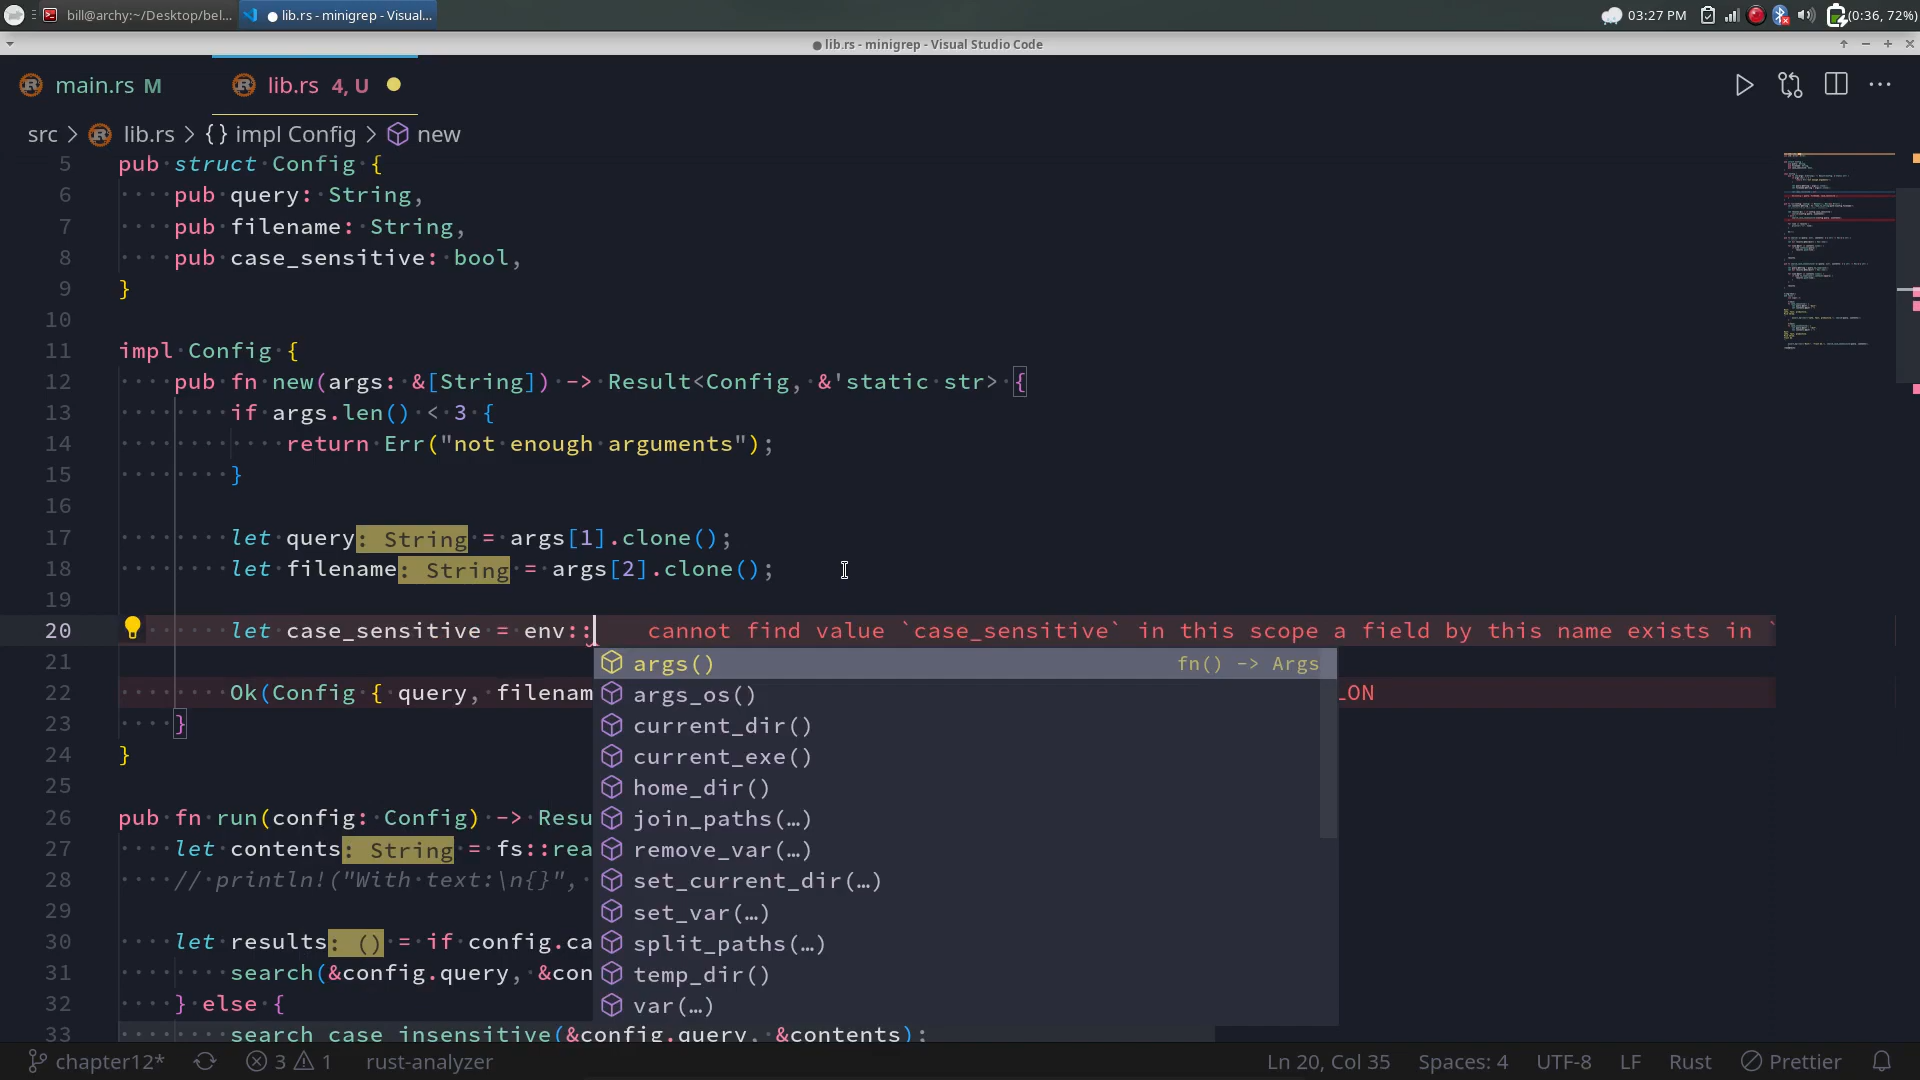 bill@archy:~/Desktop/bel... lib.rs - minigrep - Visual... 03:27 PM (0:36, 72%)
lib.rs - minigrep - Visual Studio Code
main.rs M lib.rs 4, U
src > lib.rs > {} impl Config > new
5 pub struct Config {
6 pub query: String,
7 pub filename: String,
8 pub case_sensitive: bool,
9 }
10
11 impl Config {
12 pub fn new(args: &[String]) -> Result<Config, &'static str> {
13 if args.len() < 3 {
14 return Err("not enough arguments");
15 }
16
17 let query: String = args[1].clone();
18 let filename: String = args[2].clone();
19
20 let case_sensitive = env:: cannot find value `case_sensitive` in this scope a field by this name exists in `
21 args() fn() -> Args
args_os()
22 Ok(Config { query, filenam ON
23 } current_dir()
24 } current_exe()
25 home_dir()
26 pub fn run(config: Config) -> Resu join_paths(…)
27 let contents: String = fs::rea remove_var(…)
28 // println!("With text:\n{}", set_current_dir(…)
29 set_var(…)
30 let results: () = if config.ca split_paths(…)
31 search(&config.query, &con temp_dir()
32 } else { var(…)
33 search_case_insensitive(&config.query, &contents);
chapter12* 3 1 rust-analyzer Ln 20, Col 35 Spaces: 4 UTF-8 LF Rust Prettier